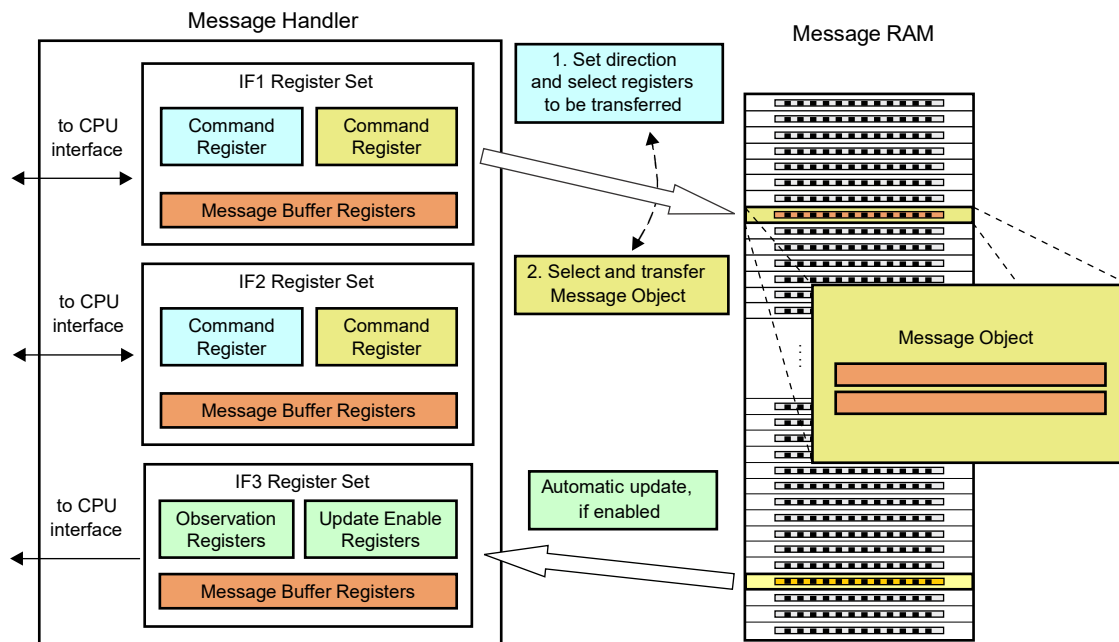 Message Handler
Message RAM
IF1 Register Set
Command
Register
Command
Register
Message Buffer Registers
to CPU
interface
1. Set direction
and select registers
to be transferred
2. Select and transfer
Message Object
IF2 Register Set
Command
Register
Command
Register
Message Buffer Registers
to CPU
interface
Message Object
IF3 Register Set
Observation
Registers
Update Enable
Registers
Message Buffer Registers
to CPU
interface
Automatic update,
if enabled